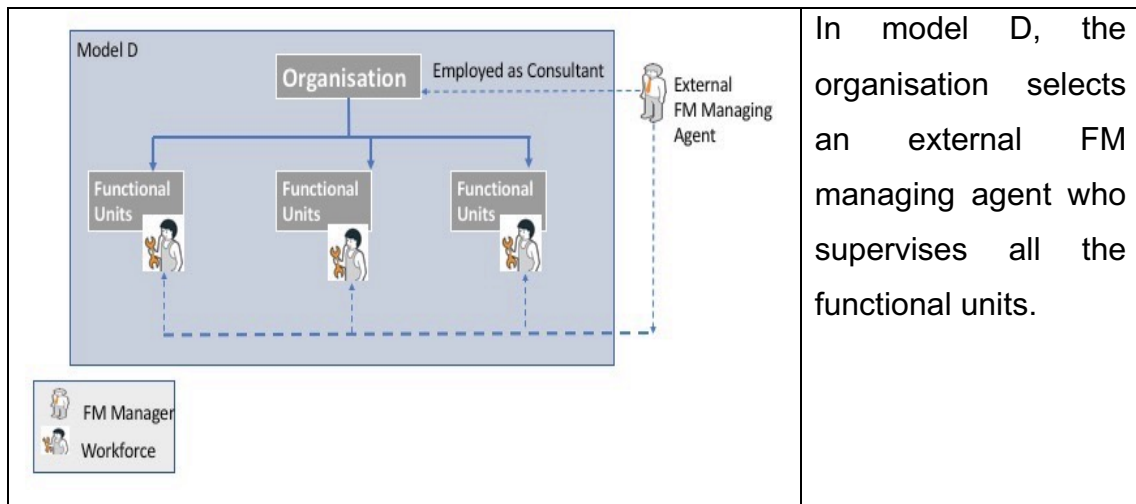 Model D
Organisation
Employed as Consultant
External
FM Managing
Agent
Functional
Units
Functional
Units
Functional
Units
FM Manager
Workforce
In model D, the
organisation selects
an external FM
managing agent who
supervises all the
functional units.